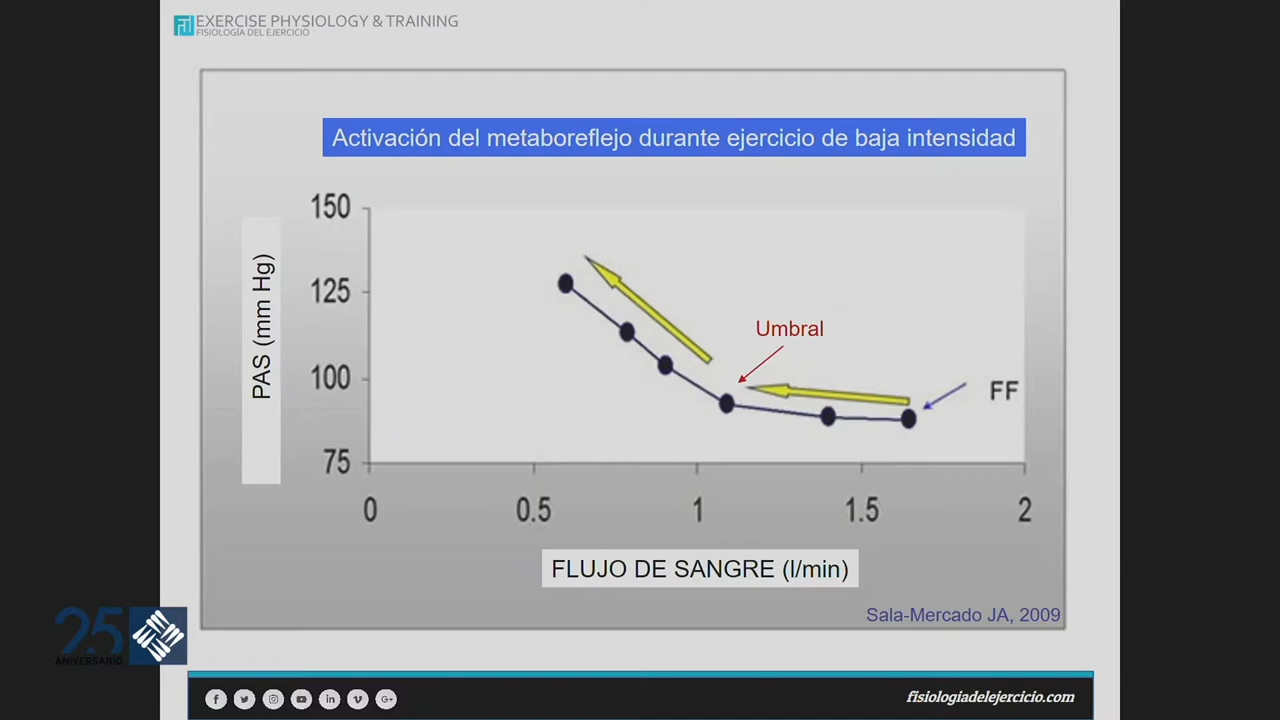 EXERCISE PHYSIOLOGY & TRAINING
FISIOLOGÍA DEL EJERCICIO
Activación del metaboreflejo durante ejercicio de baja intensidad
150
125
100
75
PAS (mm Hg)
Umbral
FF
0 0.5 1 1.5 2
FLUJO DE SANGRE (l/min)
Sala-Mercado JA, 2009
25
ANIVERSARIO
fisiologiadelejercicio.com